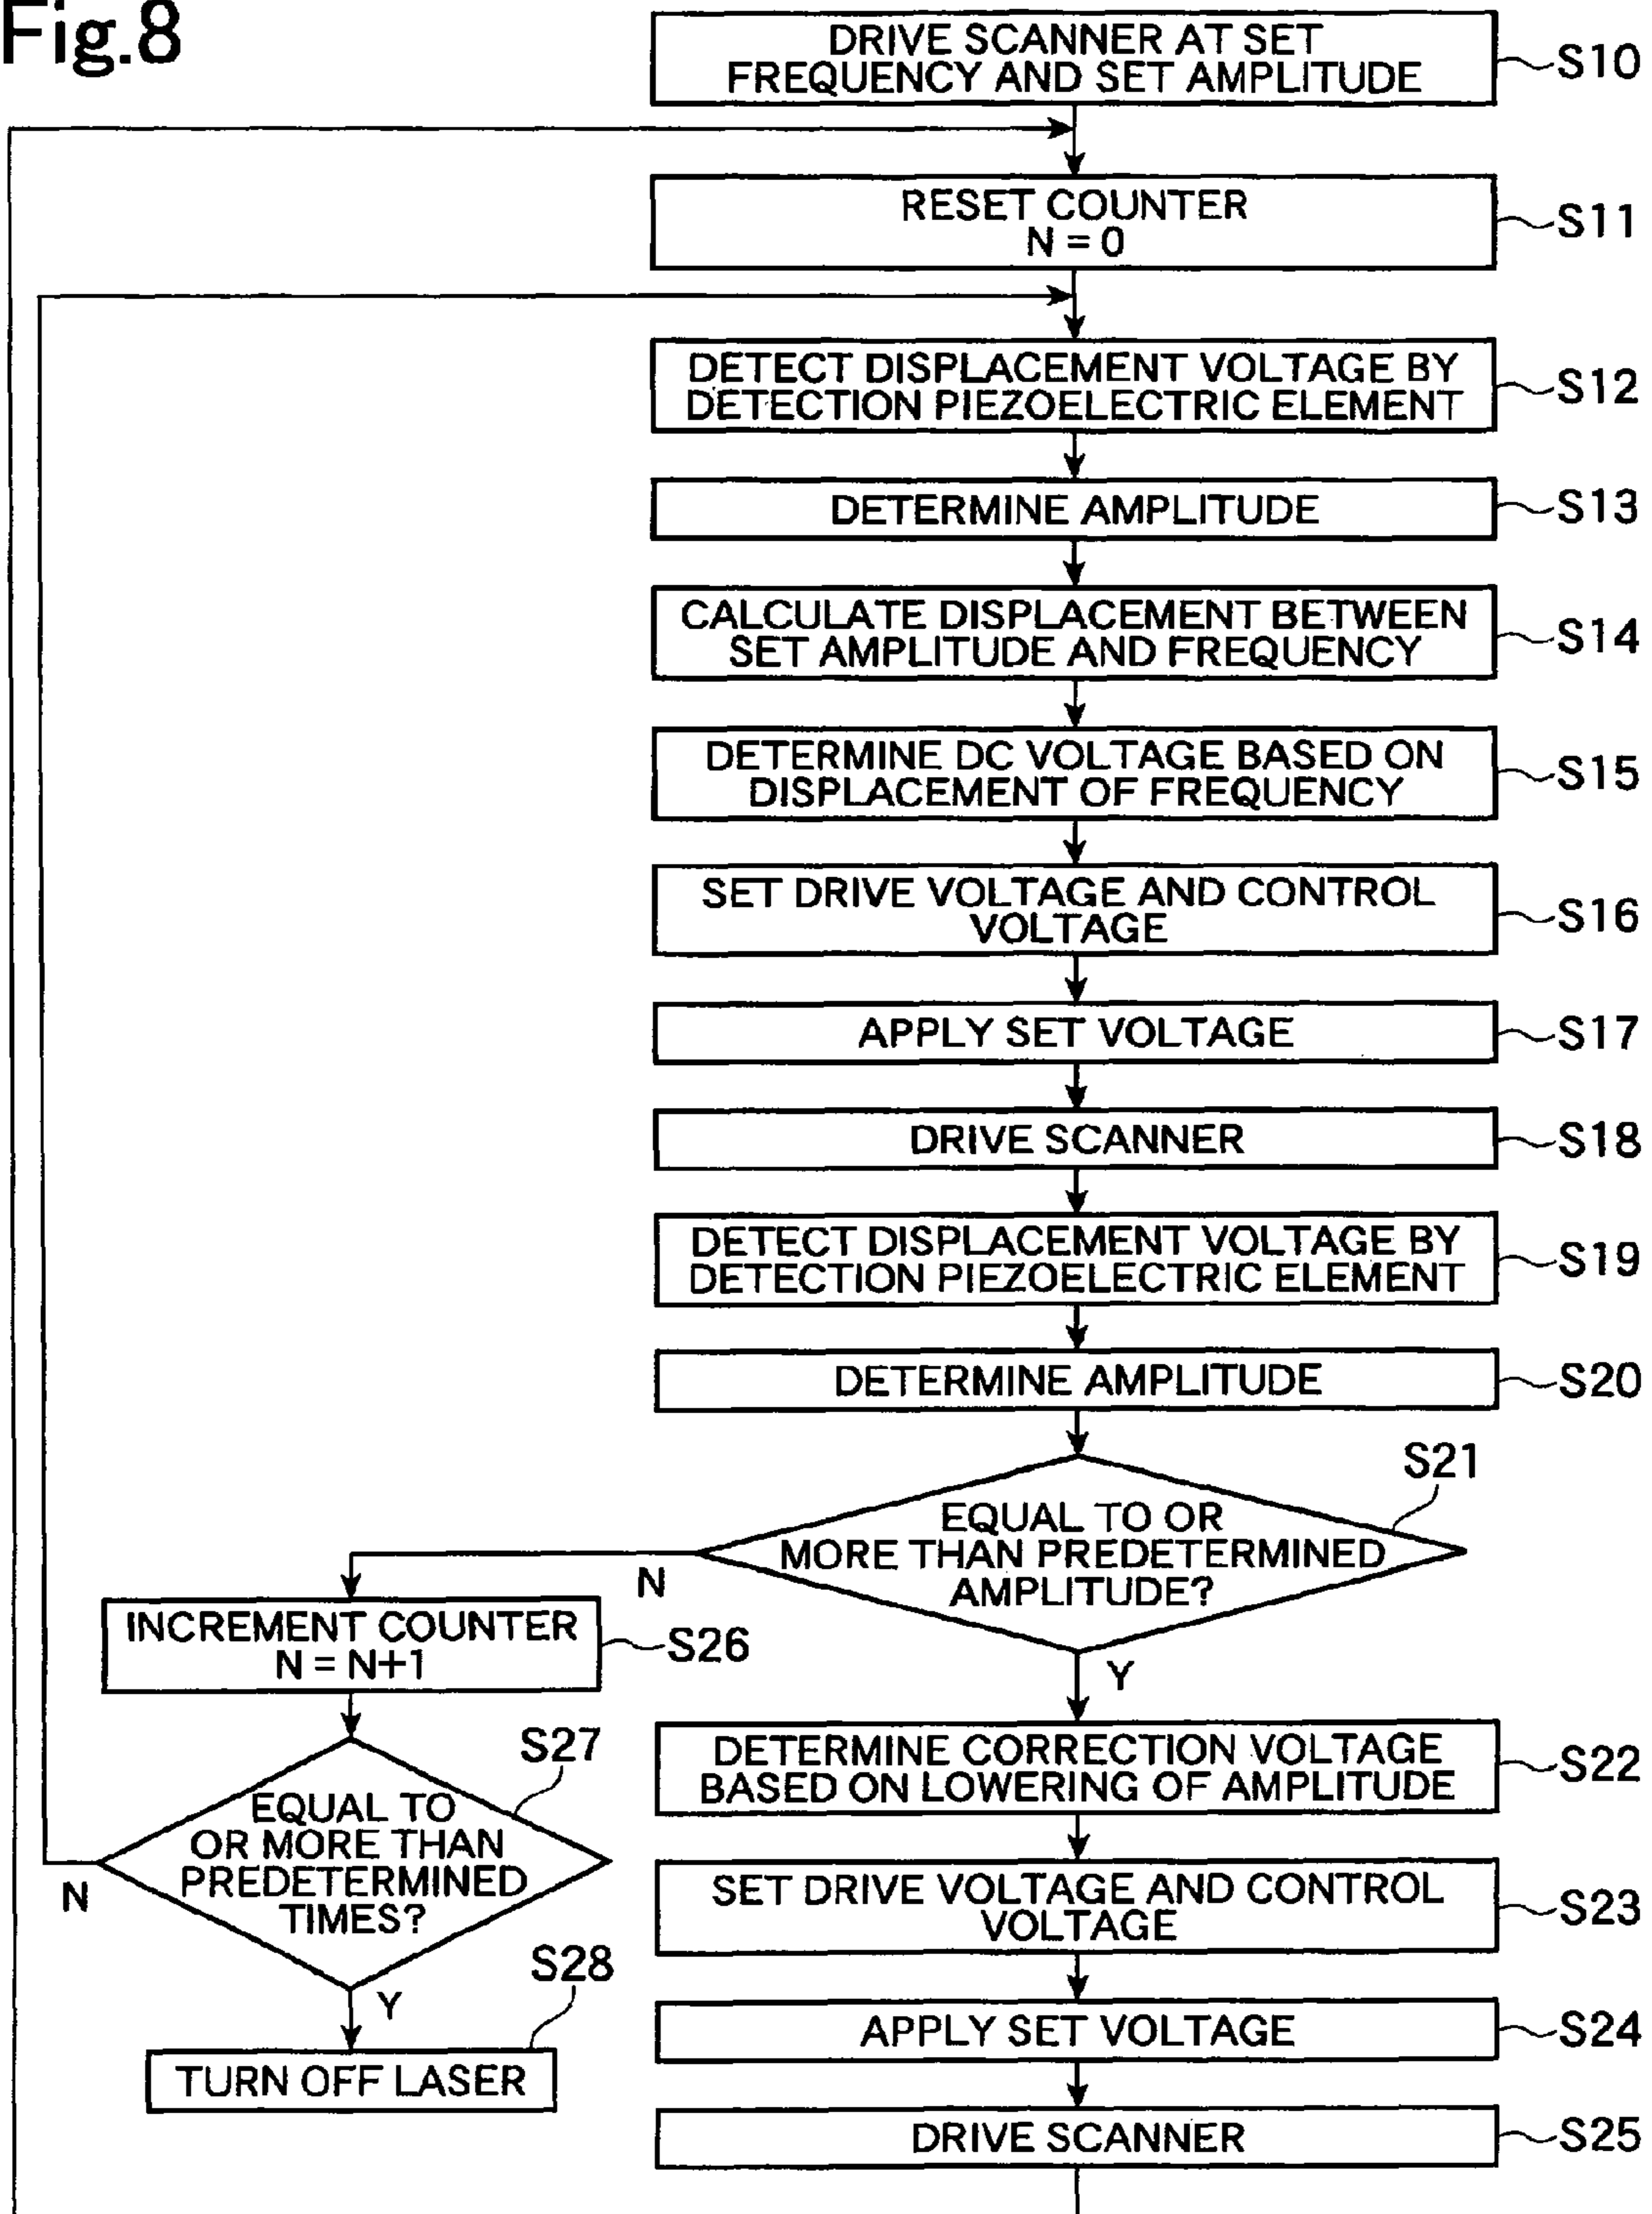 Fig.8
DRIVE SCANNER AT SET
FREQUENCY AND SET AMPLITUDE
S10
RESET COUNTER
N = 0
S11
DETECT DISPLACEMENT VOLTAGE BY
DETECTION PIEZOELECTRIC ELEMENT
S12
DETERMINE AMPLITUDE
S13
CALCULATE DISPLACEMENT BETWEEN
SET AMPLITUDE AND FREQUENCY
S14
DETERMINE DC VOLTAGE BASED ON
DISPLACEMENT OF FREQUENCY
S15
SET DRIVE VOLTAGE AND CONTROL
VOLTAGE
S16
APPLY SET VOLTAGE
S17
DRIVE SCANNER
S18
DETECT DISPLACEMENT VOLTAGE BY
DETECTION PIEZOELECTRIC ELEMENT
S19
DETERMINE AMPLITUDE
S20
S21
EQUAL TO OR
MORE THAN PREDETERMINED
AMPLITUDE?
N
Y
INCREMENT COUNTER
N = N+1
S26
S27
EQUAL TO
OR MORE THAN
PREDETERMINED
TIMES?
N
Y
S28
TURN OFF LASER
DETERMINE CORRECTION VOLTAGE
BASED ON LOWERING OF AMPLITUDE
S22
SET DRIVE VOLTAGE AND CONTROL
VOLTAGE
S23
APPLY SET VOLTAGE
S24
DRIVE SCANNER
S25